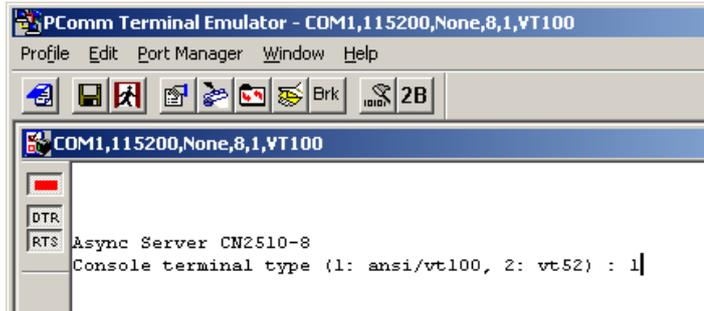 PComm Terminal Emulator - COM1,115200,None,8,1,VT100
Profile Edit Port Manager Window Help
Brk 2B
COM1,115200,None,8,1,VT100
DTR
RTS
Async Server CN2510-8
Console terminal type (1: ansi/vt100, 2: vt52) : 1